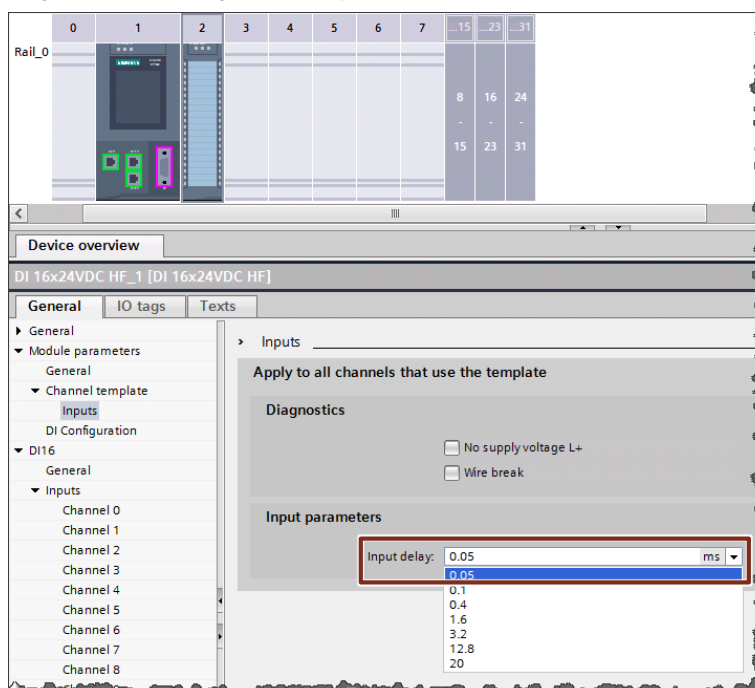 0 1 2 3 4 5 6 7 ...15 ...23 ...31
Rail_0
8 16 24
- - -
15 23 31
Device overview
DI 16x24VDC HF_1 [DI 16x24VDC HF]
General IO tags Texts
General
Module parameters
General
Channel template
Inputs
DI Configuration
DI16
General
Inputs
Channel 0
Channel 1
Channel 2
Channel 3
Channel 4
Channel 5
Channel 6
Channel 7
Channel 8
Inputs
Apply to all channels that use the template
Diagnostics
No supply voltage L+
Wire break
Input parameters
Input delay: 0.05 ms
0.05
0.1
0.4
1.6
3.2
12.8
20